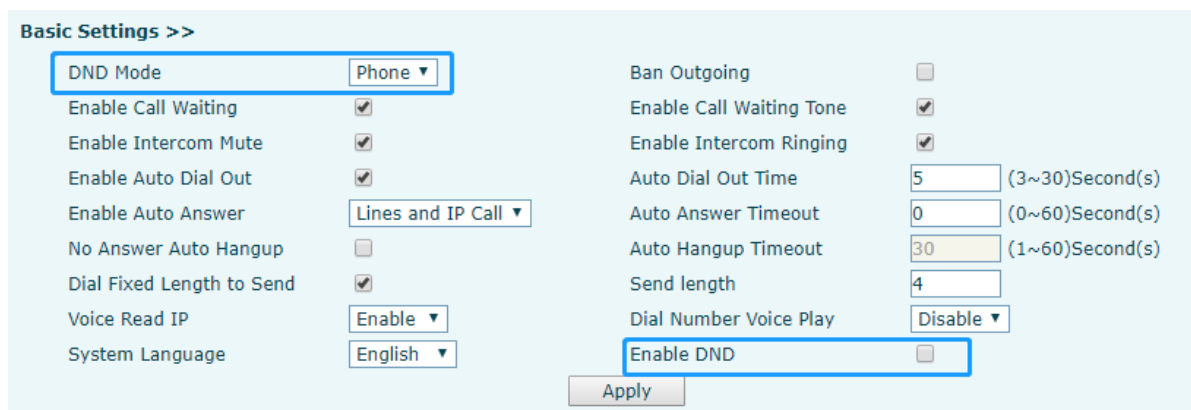 Basic Settings >>
DND Mode Phone ▼ Ban Outgoing
Enable Call Waiting Enable Call Waiting Tone
Enable Intercom Mute Enable Intercom Ringing
Enable Auto Dial Out Auto Dial Out Time 5 (3~30)Second(s)
Enable Auto Answer Lines and IP Call ▼ Auto Answer Timeout 0 (0~60)Second(s)
No Answer Auto Hangup Auto Hangup Timeout 30 (1~60)Second(s)
Dial Fixed Length to Send Send length 4
Voice Read IP Enable ▼ Dial Number Voice Play Disable ▼
System Language English ▼ Enable DND
Apply